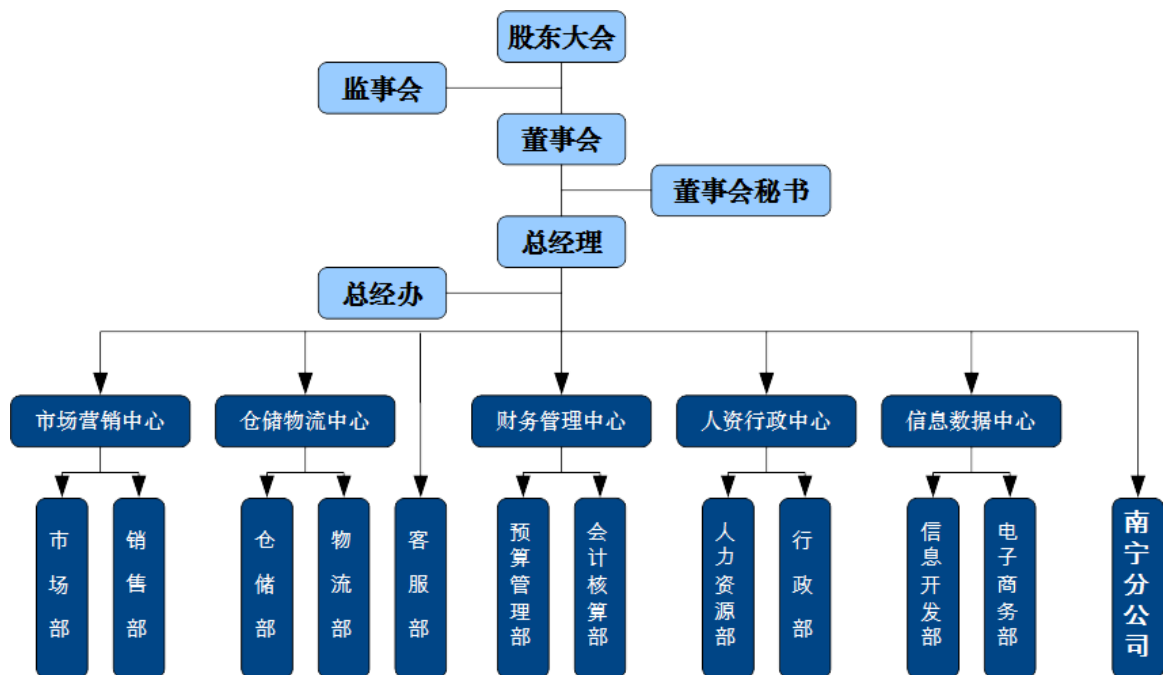 股东大会
监事会
董事会
董事会秘书
总经理
总经办
市场营销中心
仓储物流中心
财务管理中心
人资行政中心
信息数据中心
市场部
销售部
仓储部
物流部
客服部
预算管理部
会计核算部
人力资源部
行政部
信息开发部
电子商务部
南宁分公司